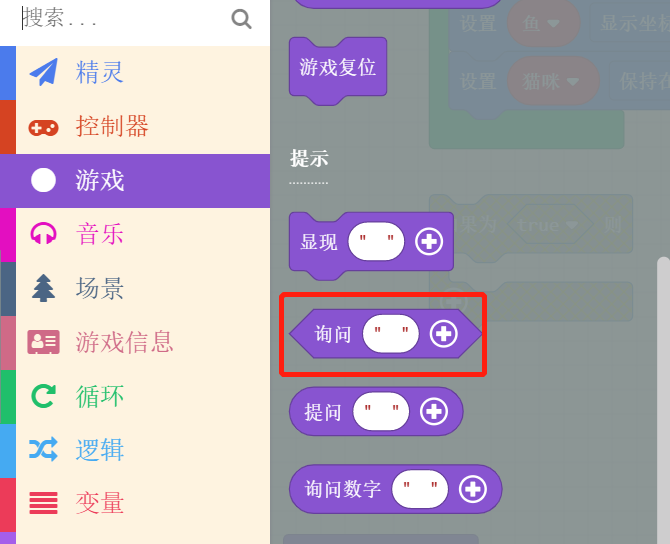 搜索...
精灵
控制器
游戏
音乐
场景
游戏信息
循环
逻辑
变量
游戏复位
提示
显现 " "
询问 " "
提问 " "
询问数字 " "
设置 鱼 显示坐标
设置 猫咪 保持在
果为 true 则